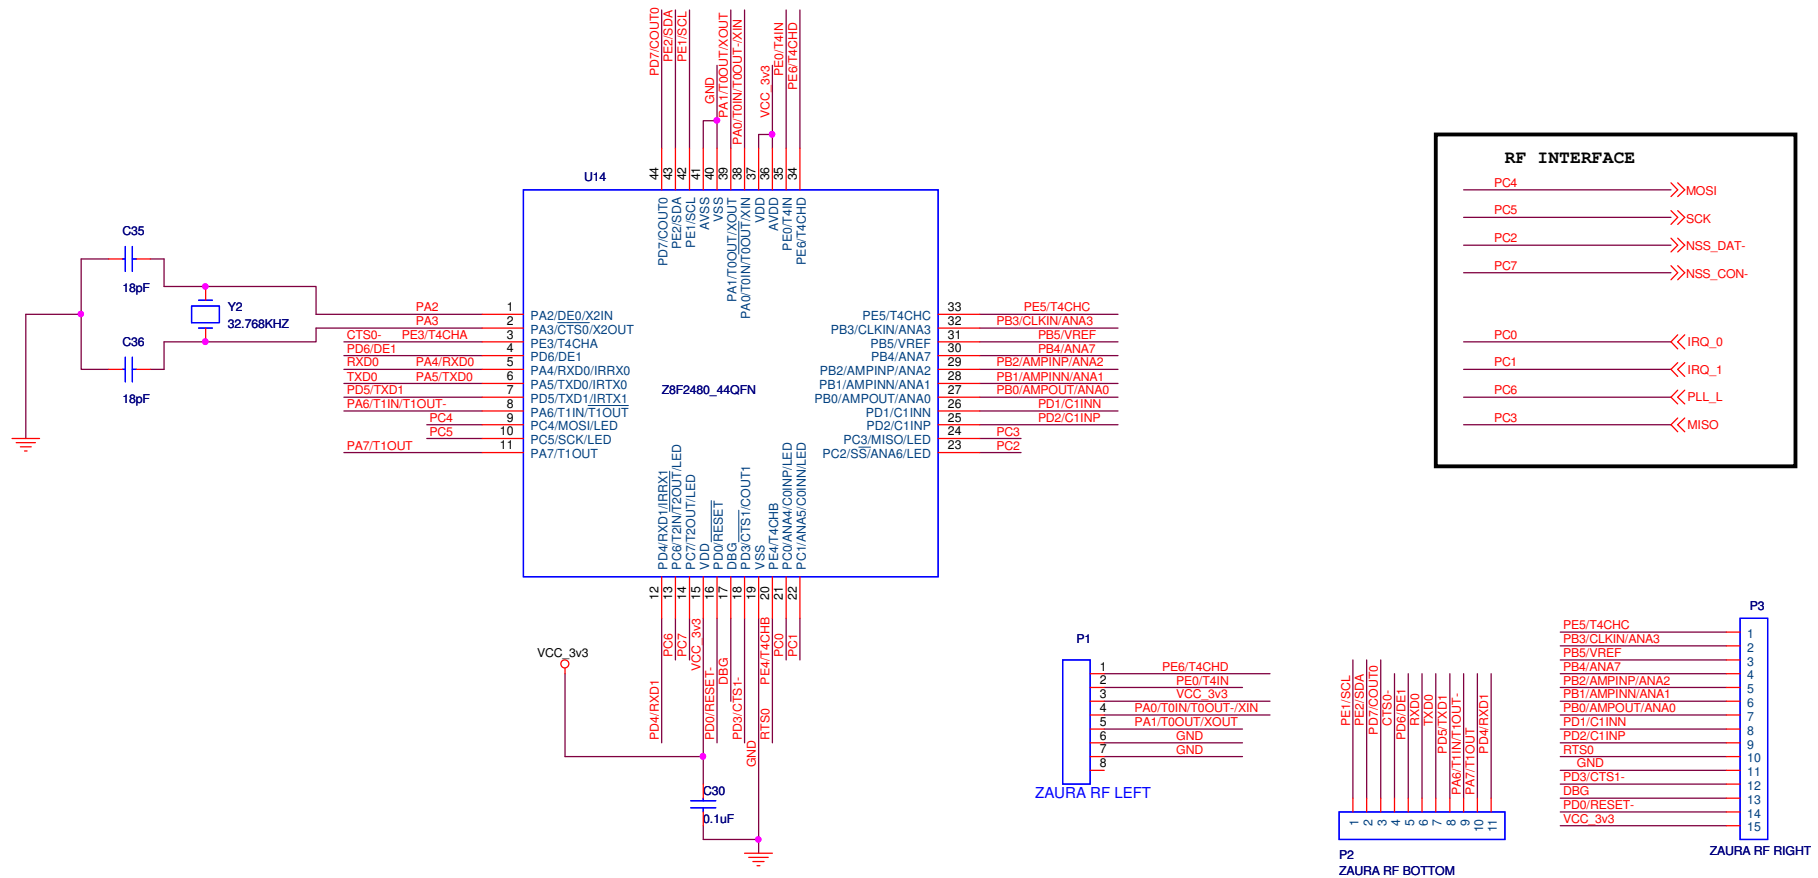 PD7/COUT0
PE2/SDA
PE1/SCL
GND
PA1/T0OUT/XOUT
PA0/T0IN/T0OUT-/XIN
VCC_3v3
PE0/T4IN
PE6/T4CHD
44
43
42
41
40
39
38
37
36
35
34
U14
PD7/COUT0
PE2/SDA
PE1/SCL
AVSS
VSS
PA1/T0OUT/XOUT
PA0/T0IN/T0OUT/XIN
VDD
AVDD
PE0/T4IN
PE6/T4CHD
C35
18pF
Y2
32.768KHZ
C36
18pF
PA2 1 PA2/DE0/X2IN
PA3 2 PA3/CTS0/X2OUT
CTS0- PE3/T4CHA 3 PE3/T4CHA
PD6/DE1 4 PD6/DE1
RXD0 PA4/RXD0 5 PA4/RXD0/IRRX0
TXD0 PA5/TXD0 6 PA5/TXD0/IRTX0
PD5/TXD1 7 PD5/TXD1/IRTX1
PA6/T1IN/T1OUT- 8 PA6/T1IN/T1OUT
PC4 9 PC4/MOSI/LED
PC5 10 PC5/SCK/LED
PA7/T1OUT 11 PA7/T1OUT
Z8F2480_44QFN
PE5/T4CHC 33 PE5/T4CHC
PB3/CLKIN/ANA3 32 PB3/CLKIN/ANA3
PB5/VREF 31 PB5/VREF
PB4/ANA7 30 PB4/ANA7
PB2/AMPINP/ANA2 29 PB2/AMPINP/ANA2
PB1/AMPINN/ANA1 28 PB1/AMPINN/ANA1
PB0/AMPOUT/ANA0 27 PB0/AMPOUT/ANA0
PD1/C1INN 26 PD1/C1INN
PD2/C1INP 25 PD2/C1INP
PC3/MISO/LED 24 PC3
PC2/SS/ANA6/LED 23 PC2
PD4/RXD1/IRRX1
PC6/T2IN/T2OUT/LED
PC7/T2OUT/LED
VDD
PD0/RESET
DBG
PD3/CTS1/COUT1
VSS
PE4/T4CHB
PC0/ANA4/C0INP/LED
PC1/ANA5/C0INN/LED
12
13
14
15
16
17
18
19
20
21
22
PD4/RXD1
PC6
PC7
VCC_3v3
PD0/RESET-
DBG
PD3/CTS1-
GND
RTS0 PE4/T4CHB
PC0
PC1
VCC_3v3
C30
0.1uF
RF INTERFACE
PC4 MOSI
PC5 SCK
PC2 NSS_DAT-
PC7 NSS_CON-
PC0 IRQ_0
PC1 IRQ_1
PC6 PLL_L
PC3 MISO
P1
1 PE6/T4CHD
2 PE0/T4IN
3 VCC_3v3
4 PA0/T0IN/T0OUT-/XIN
5 PA1/T0OUT/XOUT
6 GND
7 GND
8
ZAURA RF LEFT
PE1/SCL
PE2/SDA
PD7/COUT0
CTS0-
PD6/DE1
RXD0
TXD0
PD5/TXD1
PA6/T1IN/T1OUT-
PA7/T1OUT
PD4/RXD1
1
2
3
4
5
6
7
8
9
10
11
P2
ZAURA RF BOTTOM
P3
PE5/T4CHC 1
PB3/CLKIN/ANA3 2
PB5/VREF 3
PB4/ANA7 4
PB2/AMPINP/ANA2 5
PB1/AMPINN/ANA1 6
PB0/AMPOUT/ANA0 7
PD1/C1INN 8
PD2/C1INP 9
RTS0 10
GND 11
PD3/CTS1- 12
DBG 13
PD0/RESET- 14
VCC_3v3 15
ZAURA RF RIGHT